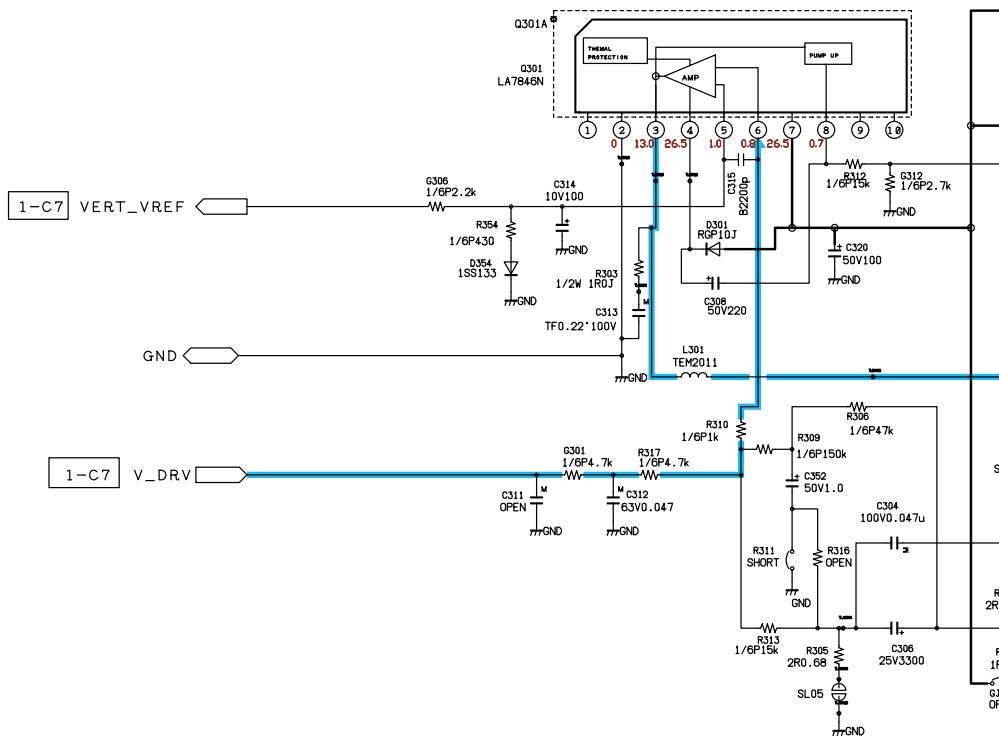 Q301A
THEMAL
PROTECTION
PUMP UP
Q301
LA7846N
AMP
1 2 3 4 5 6 7 8 9 10
0 13.0 26.5 1.0 0.8 26.5 0.7
C315
B2200p
R312
1/6P15k
G312
1/6P2.7k
GND
1-C7 VERT_VREF
G306
1/6P2.2k
C314
10V100
R354
1/6P430
GND
D354
1SS133
GND
D301
RGP10J
C320
50V100
GND
R303
1/2W 1R0J
C308
50V220
M
C313
TF0.22*100V
GND
GND
L301
TEM2011
R310
1/6P1k
R306
1/6P47k
R309
1/6P150k
1-C7 V_DRV
G301
1/6P4.7k
R317
1/6P4.7k
C352
50V1.0
M
C311
OPEN
M
C312
63V0.047
GND
GND
C304
100V0.047u
M
R311
SHORT
R316
OPEN
GND
S
R
2R
R313
1/6P15k
R305
2R0.68
C306
25V3300
R
1F
SL05
GJ
OF
GND